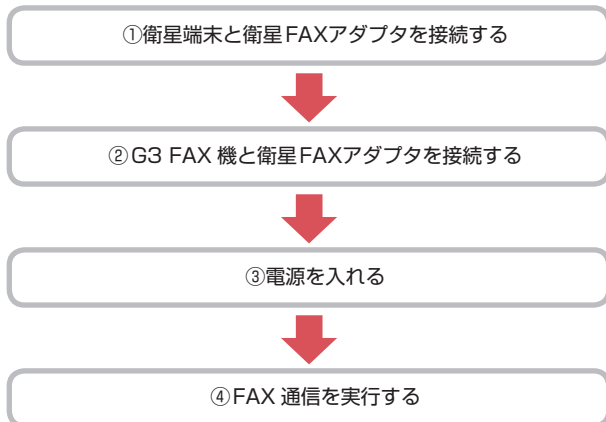 ①衛星端末と衛星FAXアダプタを接続する
②G3 FAX 機と衛星FAXアダプタを接続する
③電源を入れる
④FAX 通信を実行する